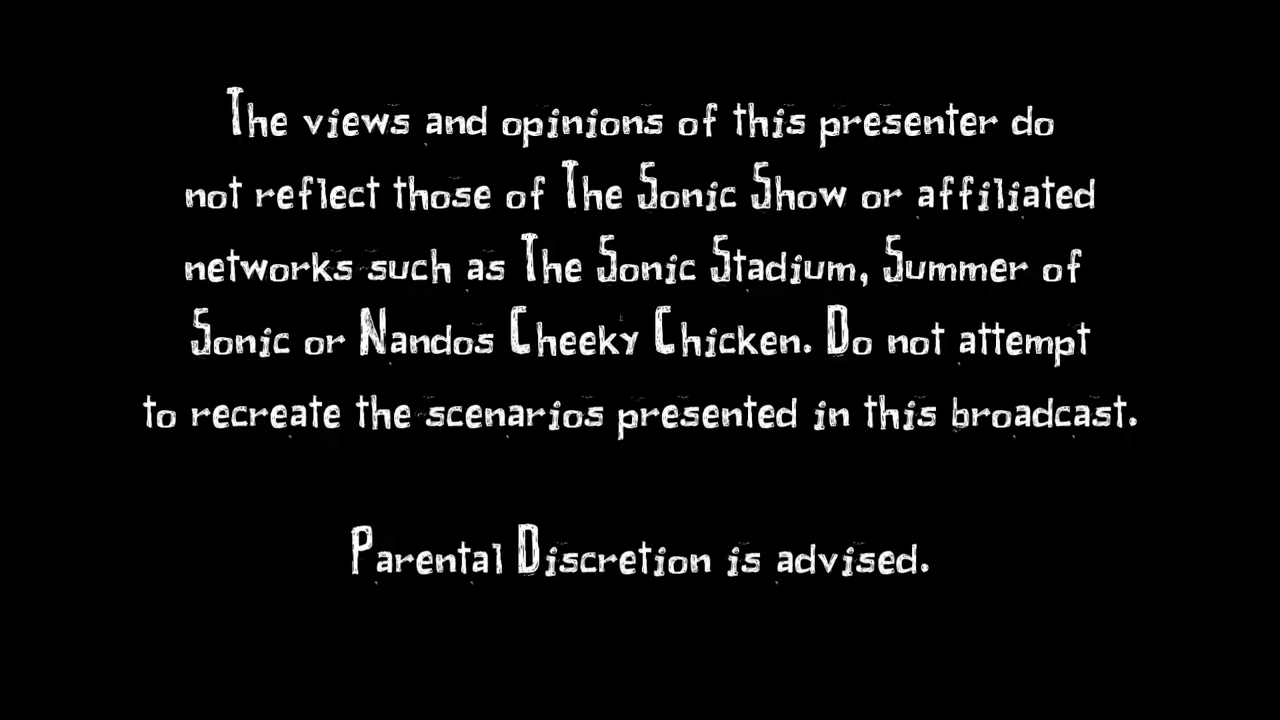 The views and opinions of this presenter do
not reflect those of The Sonic Show or affiliated
networks such as The Sonic Stadium, Summer of
Sonic or Nandos Cheeky Chicken. Do not attempt
to recreate the scenarios presented in this broadcast.
Parental Discretion is advised.